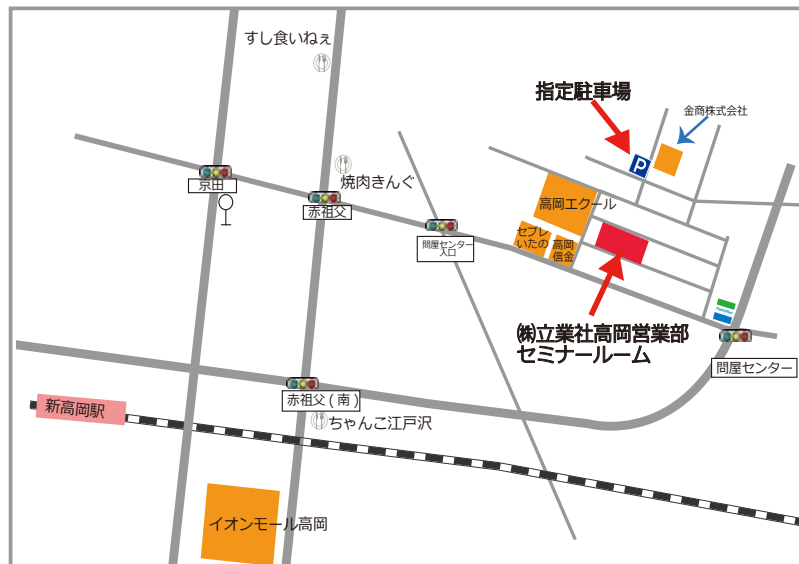 すし食いねぇ
指定駐車場
金商株式会社
京田
焼肉きんぐ
赤祖父
高岡エクール
セブレ
いたの
高岡
信金
問屋センター
入口
FamilyMart
㈱立業社高岡営業部
セミナールーム
問屋センター
赤祖父(南)
新高岡駅
ちゃんこ江戸沢
イオンモール高岡
P